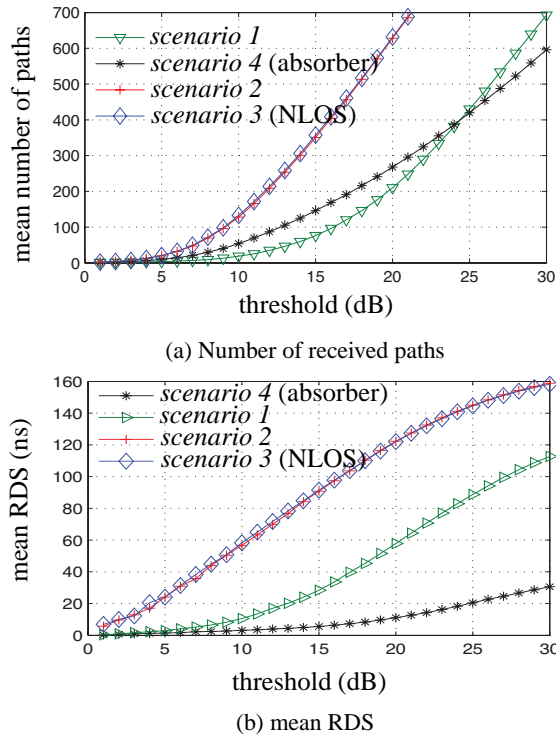 700
600
500
400
300
200
100
0
mean number of paths
scenario 1
scenario 4 (absorber)
scenario 2
scenario 3 (NLOS)
0 5 10 15 20 25 30
threshold (dB)
(a) Number of received paths
160
140
120
100
80
60
40
20
0
mean RDS (ns)
scenario 4 (absorber)
scenario 1
scenario 2
scenario 3 (NLOS)
0 5 10 15 20 25 30
threshold (dB)
(b) mean RDS